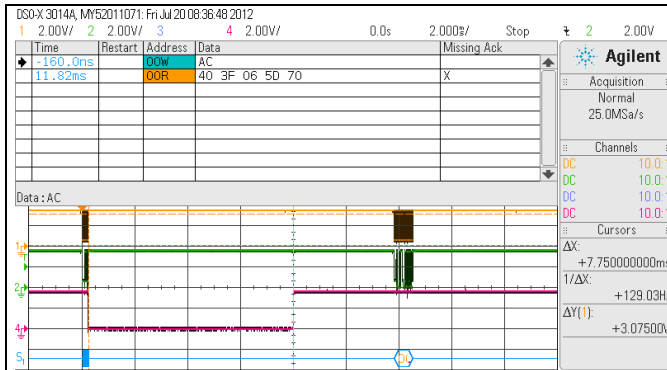 DSO-X 3014A, MY52011071: Fri Jul 20 08:36:48 2012
1 2.00V/ 2 2.00V/ 3 4 2.00V/ 0.0s 2.000s/ Stop 2 2.00V
Time Restart Address Data Missing Ack
-160.0ns 00W AC
11.82ms 00R 40 3F 06 5D 70 X
Data:AC
Agilent
Acquisition
Normal
25.0MSa/s
Channels
DC 10.0:
DC 10.0:
DC 10.0:
DC 10.0:
Cursors
ΔX:
+7.750000000ms
1/ΔX:
+129.03H
ΔY(1):
+3.07500V
1
2
4
S1